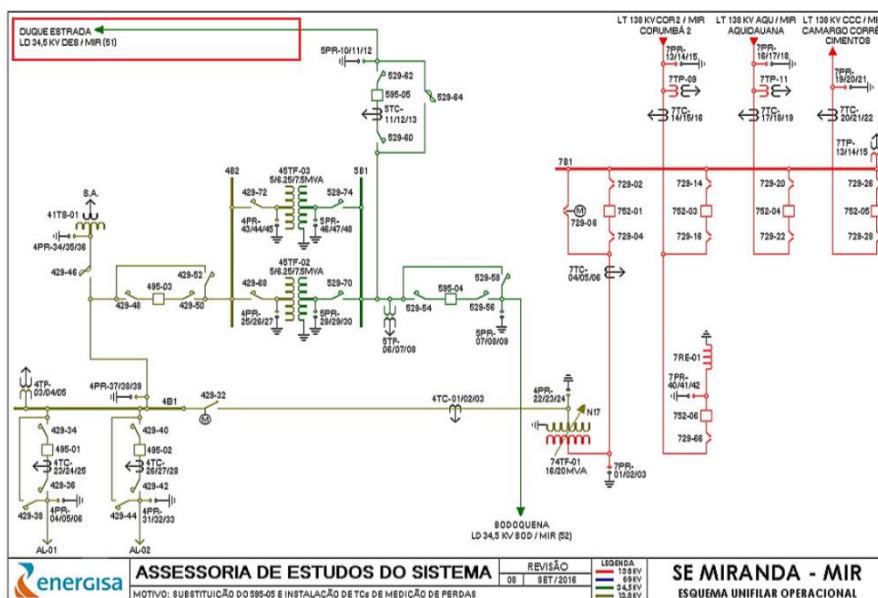 DUQUE ESTRADA
LD 34,5 KV DES / MIR (51)
LT 138 KV COR2 / MIR
CORUMBÁ 2
LT 138 KV AQU / MIR
AQUIDAUANA
LT 138 KV CCC / MI
CAMARGO CORRÊ
CIMENTOS
5PR-10/11/12
529-62
595-05
5TC-
11/12/13
529-60
529-64
7PR-
13/14/15
7TP-09
7TC-
14/15/16
7PR-
16/17/18
7TP-11
7TC-
17/18/19
7PR-
19/20/21
7TC-
20/21/22
7TP-
13/14/15
7B1
729-02
752-01
729-04
729-06
M
729-14
752-03
729-16
729-20
752-04
729-22
729-26
752-05
729-28
7TC-
04/05/06
S.A.
41TS-01
4PR-34/35/36
429-46
4B2
5B1
429-72
45TF-03
5/6.25/7.5MVA
529-74
4PR-
43/44/45
5PR-
46/47/48
429-52
495-03
429-48
429-50
429-68
45TF-02
5/6.25/7.5MVA
529-70
4PR-
25/26/27
5PR-
28/29/30
5TP-
06/07/08
529-54
595-04
529-56
529-58
5PR-
07/08/09
7RE-01
7PR-
40/41/42
752-06
729-66
4TP-
03/04/05
4PR-37/38/39
4B1
429-32
M
4TC-01/02/03
4PR-
22/23/24
N17
74TF-01
16/20MVA
7PR-
01/02/03
429-34
495-01
4TC-
23/24/25
429-36
429-38
4PR-
04/05/06
AL-01
429-40
495-02
4TC-
26/27/28
429-42
429-44
4PR-
31/32/33
AL-02
BODOQUENA
LD 34,5 KV BOD / MIR (52)
energisa
ASSESSORIA DE ESTUDOS DO SISTEMA
MOTIVO: SUBSTITUIÇÃO DO 595-05 E INSTALAÇÃO DE TCs DE MEDIÇÃO DE PERDAS
REVISÃO
08 SET/2016
LEGENDA
138KV
69KV
34,5KV
13,8KV
SE MIRANDA - MIR
ESQUEMA UNIFILAR OPERACIONAL